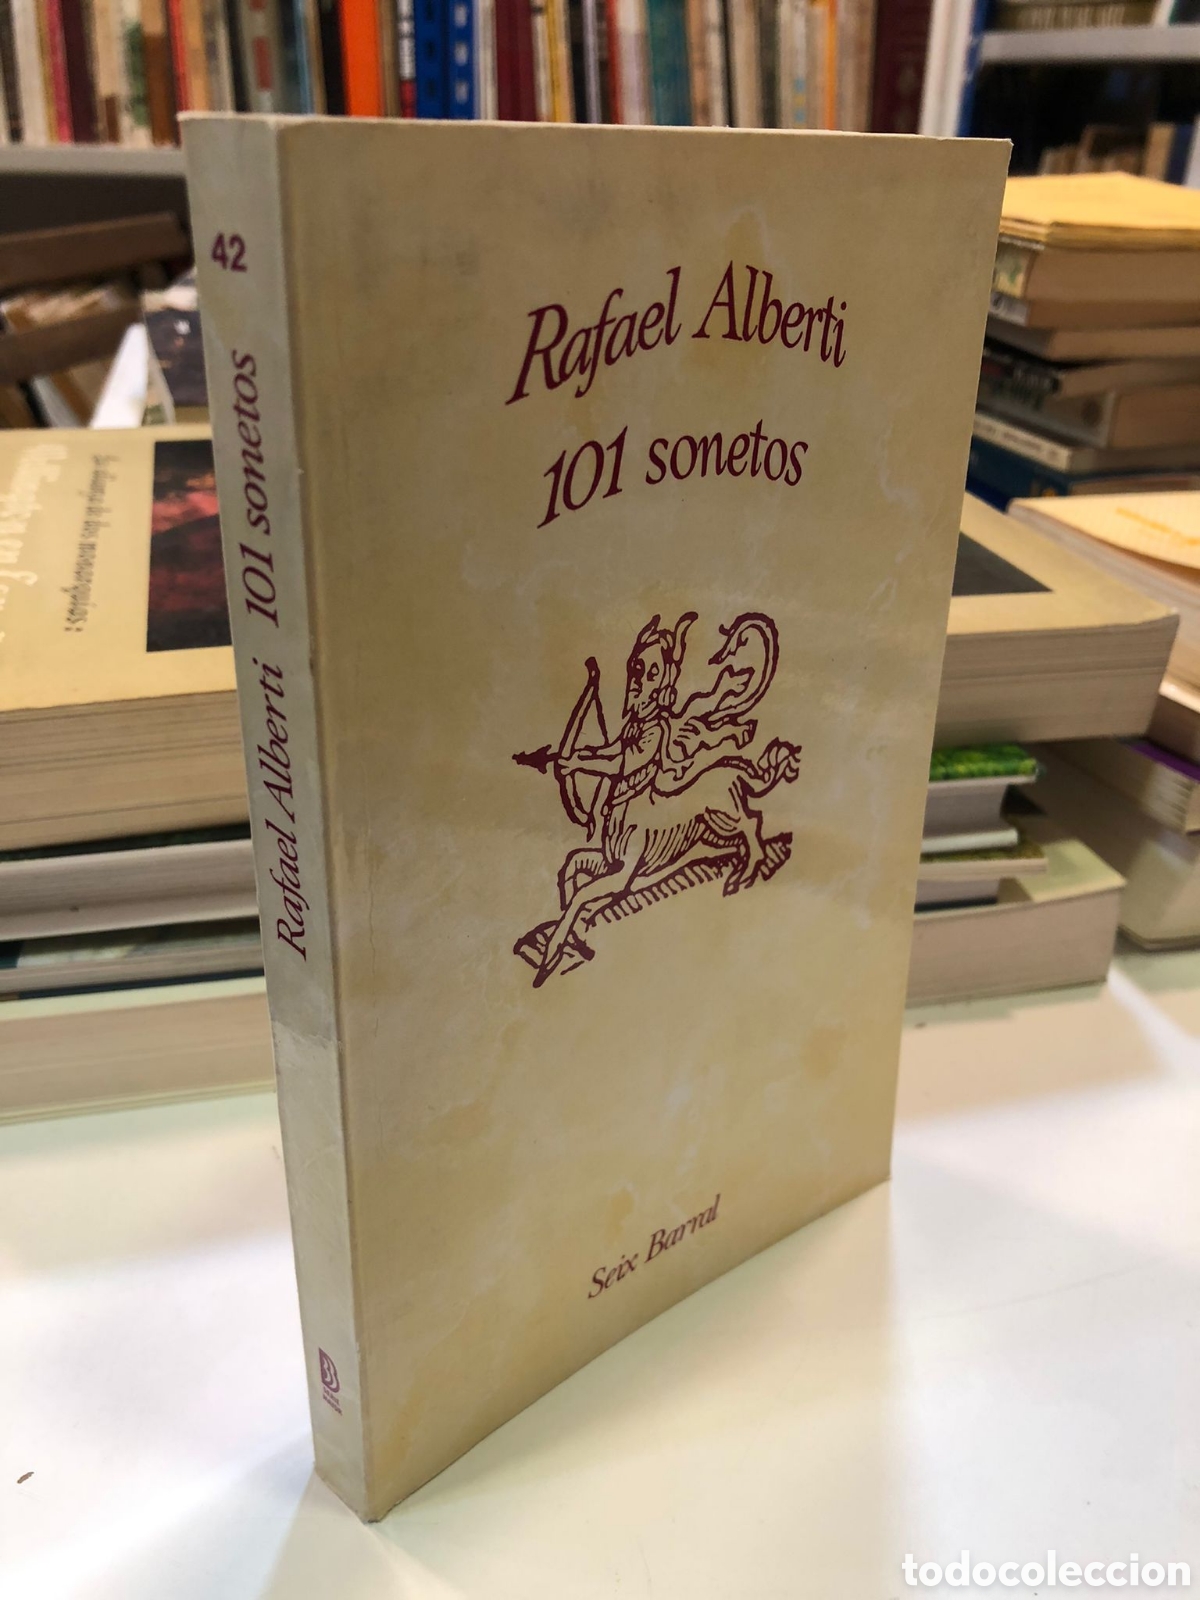 42
Rafael Alberti 101 sonetos
Rafael Alberti
101 sonetos
Seix Barral
todocoleccion